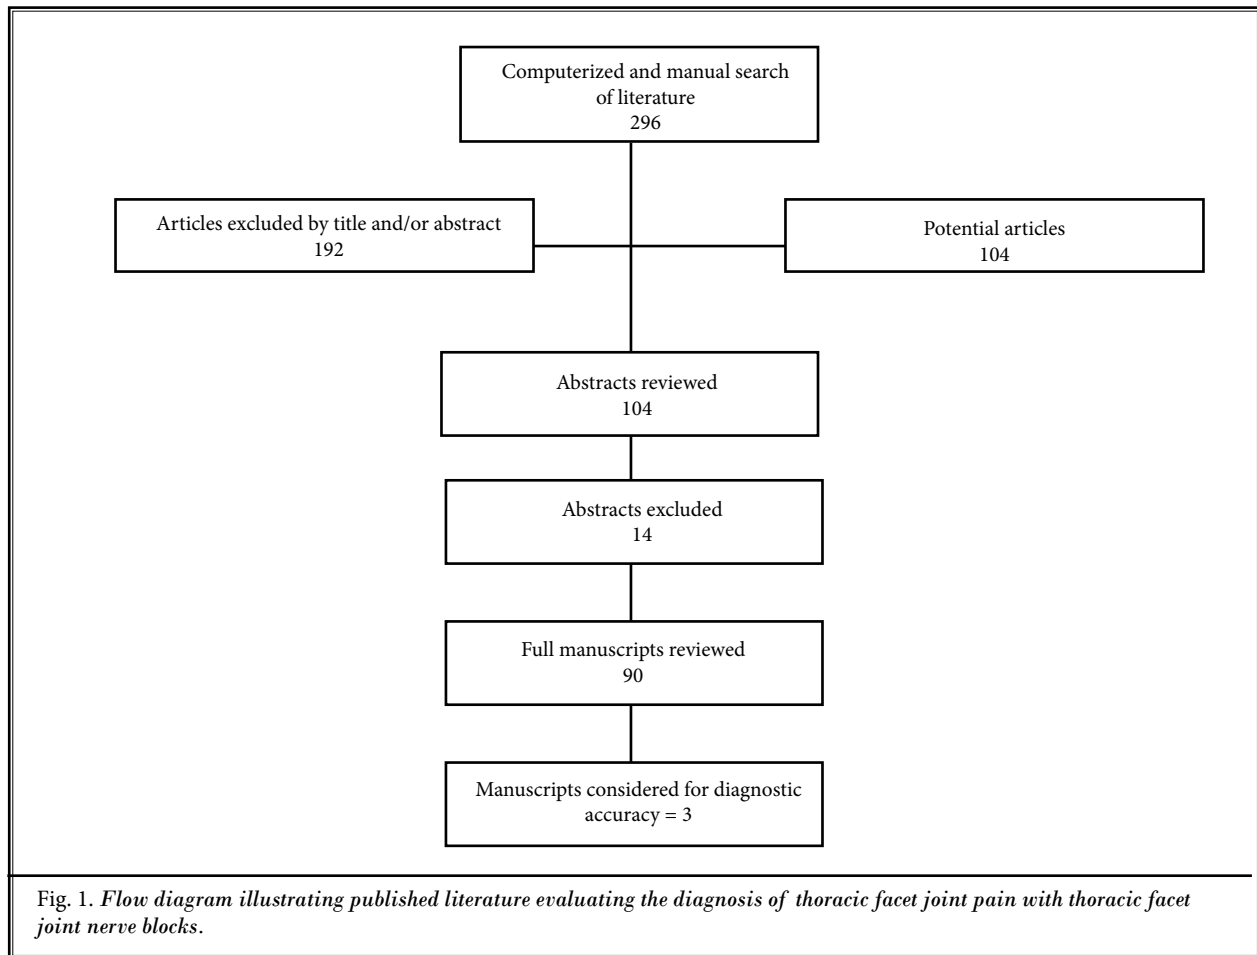 Computerized and manual search
of literature
296
Articles excluded by title and/or abstract
192
Potential articles
104
Abstracts reviewed
104
Abstracts excluded
14
Full manuscripts reviewed
90
Manuscripts considered for diagnostic
accuracy = 3
Fig. 1. Flow diagram illustrating published literature evaluating the diagnosis of thoracic facet joint pain with thoracic facet
joint nerve blocks.